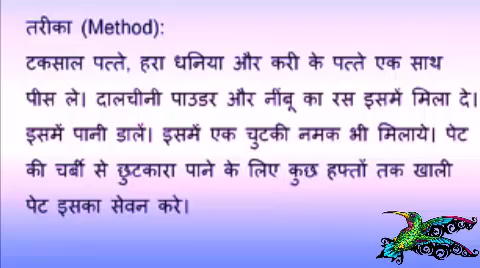 तरीका (Method):
टकसाल पत्ते, हरा धनिया और करी के पत्ते एक साथ
पीस ले। दालचीनी पाउडर और नींबू का रस इसमें मिला दे।
इसमें पानी डालें। इसमें एक चुटकी नमक भी मिलाये। पेट
की चर्बी से छुटकारा पाने के लिए कुछ हफ्तों तक खाली
पेट इसका सेवन करे।